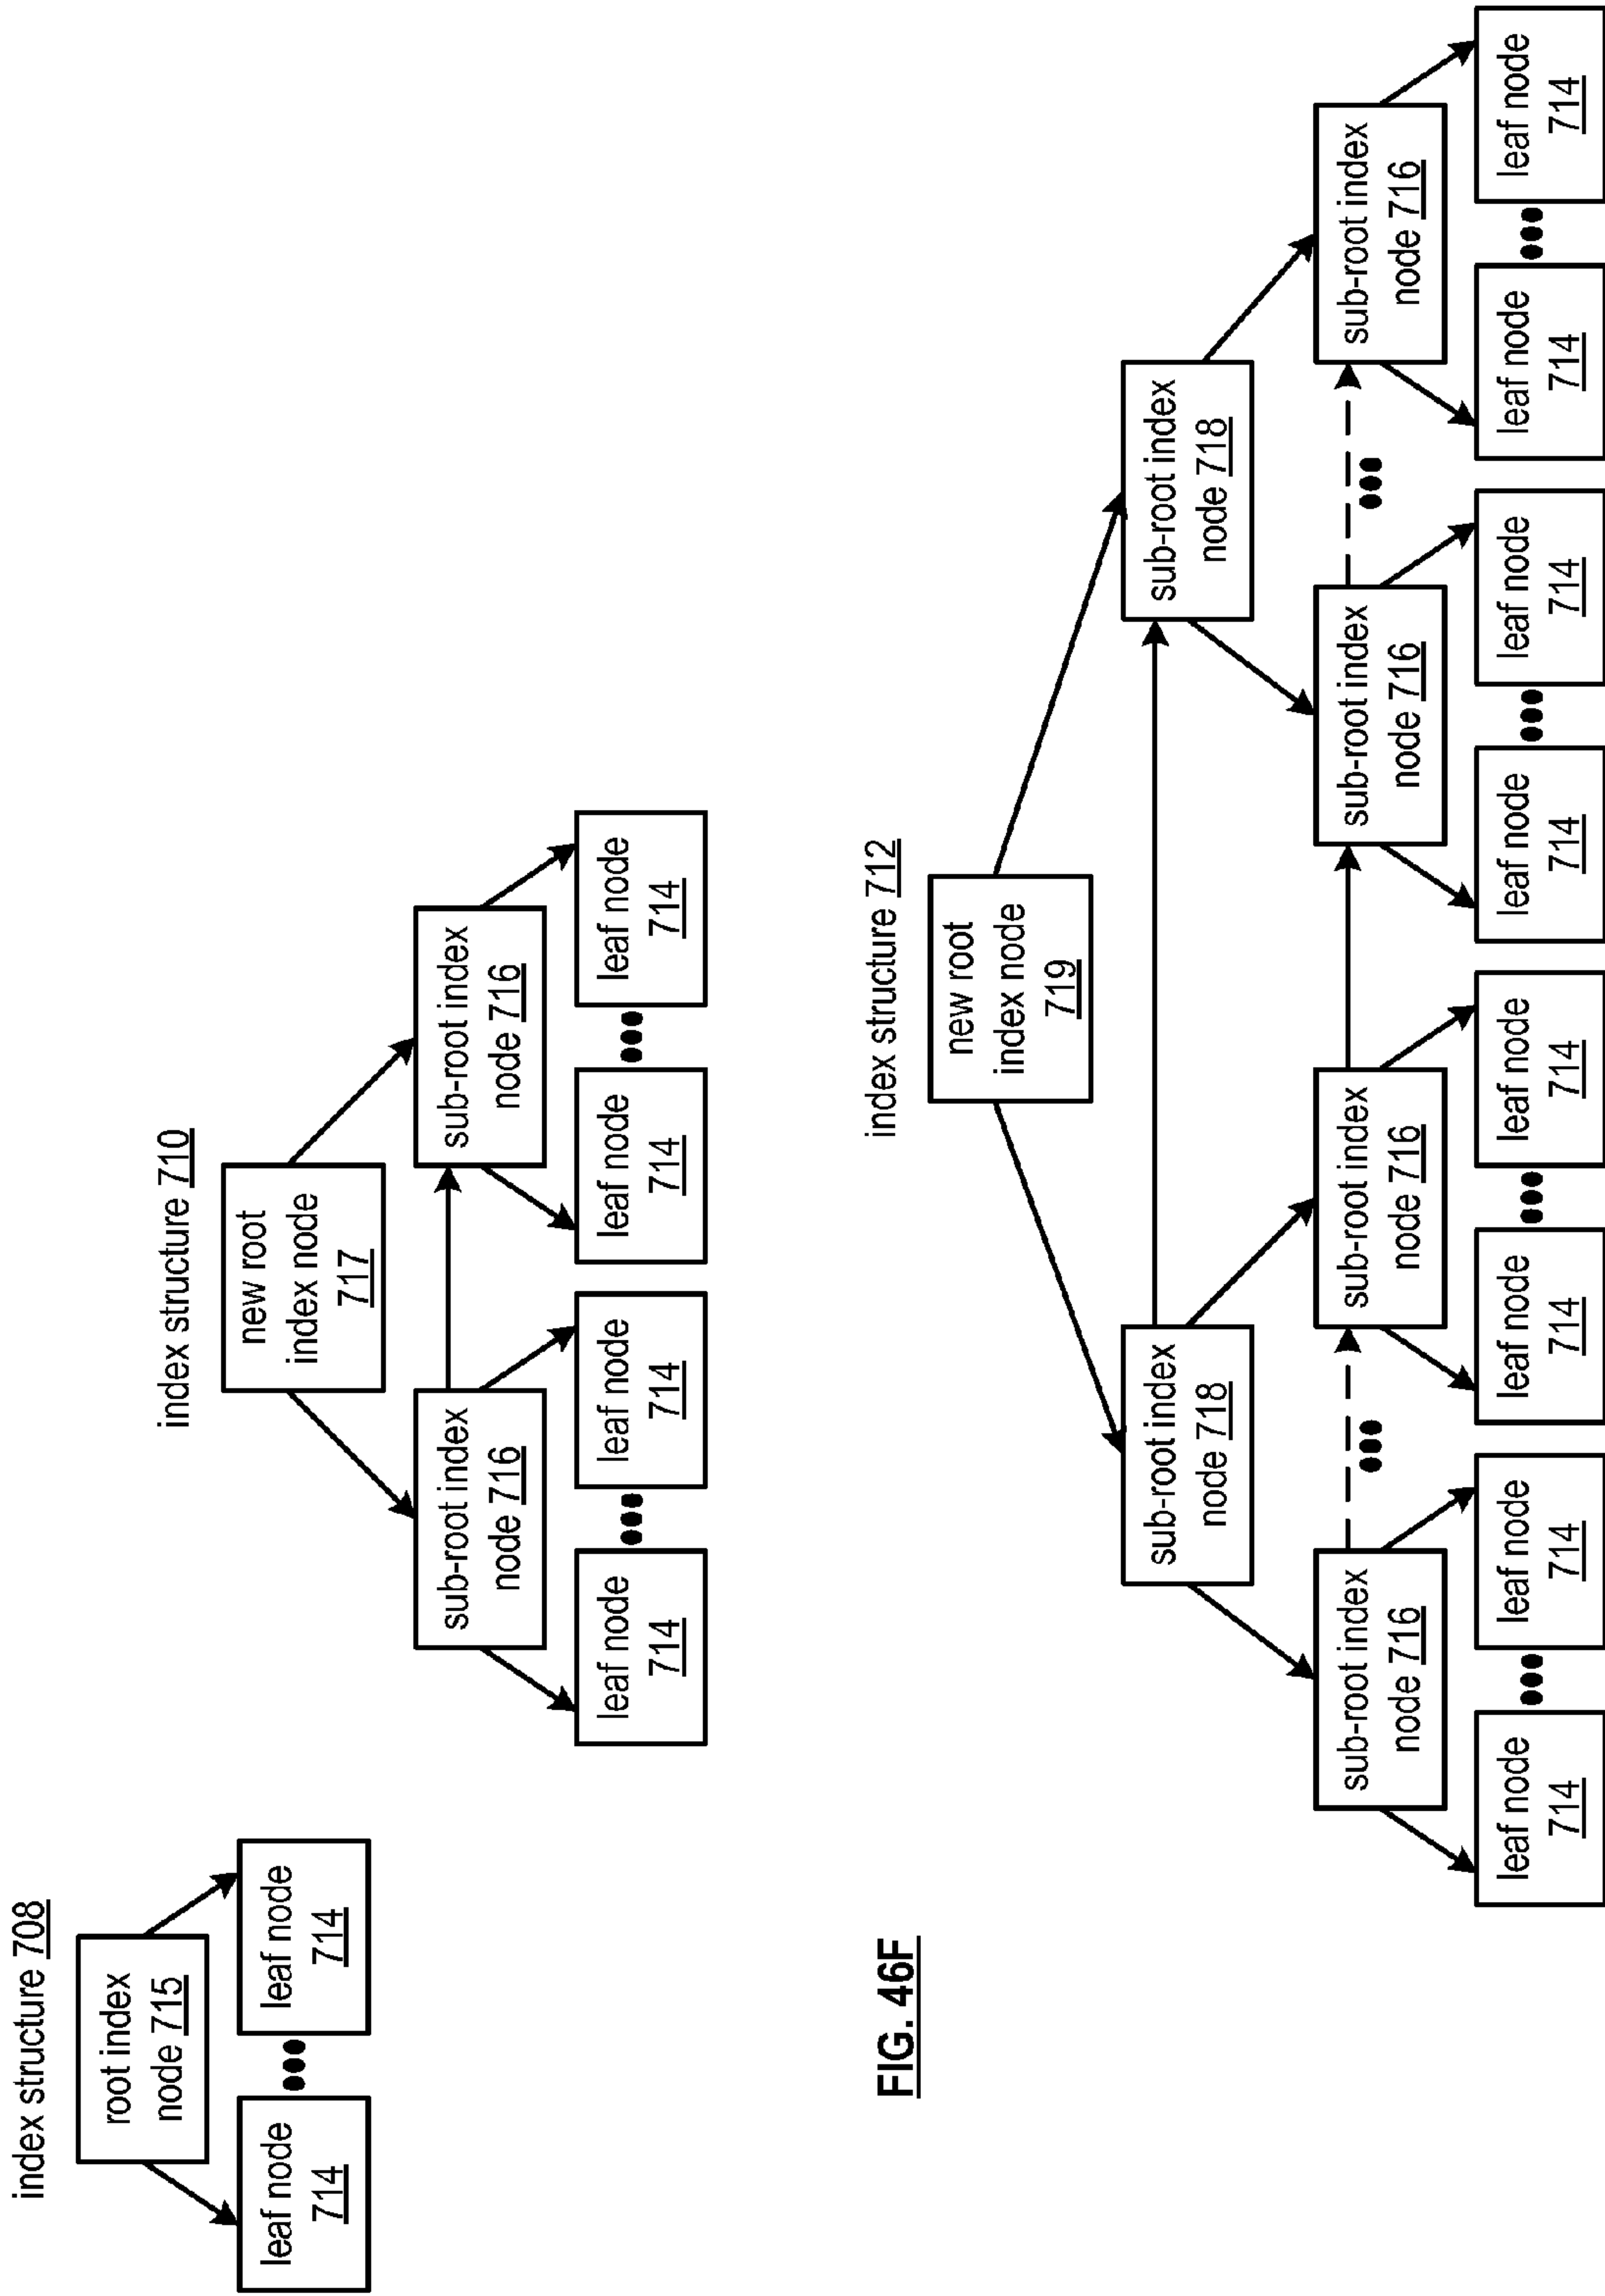 index structure 708
root index
node 715
leaf node
714
leaf node
714
index structure 710
new root
index node
717
sub-root index
node 716
sub-root index
node 716
leaf node
714
leaf node
714
leaf node
714
leaf node
714
FIG. 46F
index structure 712
new root
index node
719
sub-root index
node 718
sub-root index
node 718
sub-root index
node 716
sub-root index
node 716
sub-root index
node 716
sub-root index
node 716
leaf node
714
leaf node
714
leaf node
714
leaf node
714
leaf node
714
leaf node
714
leaf node
714
leaf node
714